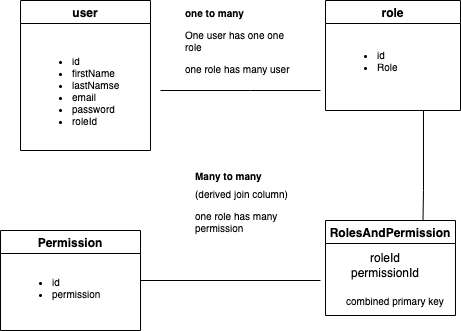 user
• id
• firstName
• lastNamse
• email
• password
• roleId
one to many
One user has one one
role
one role has many user
role
• id
• Role
Many to many
(derived join column)
one role has many
permission
Permission
• id
• permission
RolesAndPermission
roleId
permissionId
combined primary key